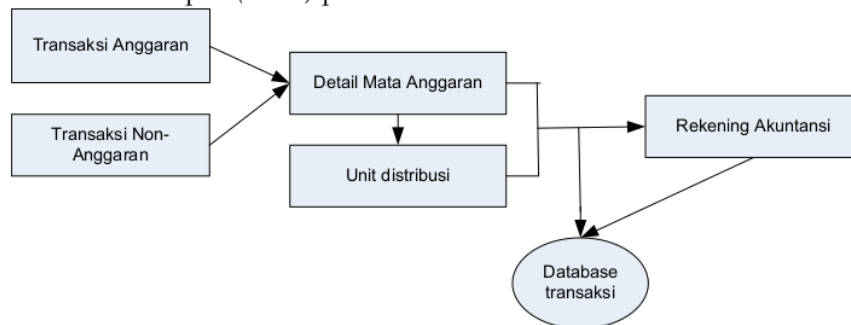 Transaksi Anggaran
Detail Mata Anggaran
Transaksi Non-
Anggaran
Unit distribusi
Rekening Akuntansi
Database
transaksi